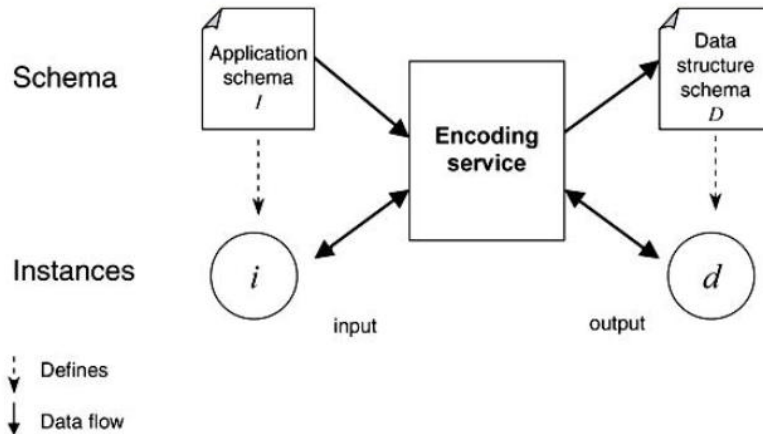 Schema
Application
schema
I
Encoding
service
Data
structure
schema
D
Instances
i
d
input
output
Defines
Data flow